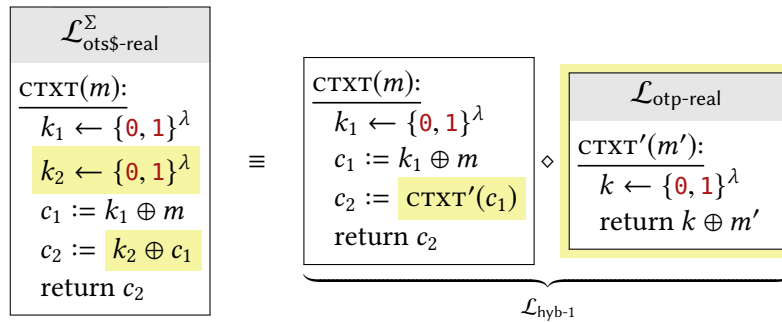 𝓛^Σ_ots$-real
CTXT(m):
k₁ ← {0, 1}^λ
k₂ ← {0, 1}^λ
c₁ := k₁ ⊕ m
c₂ := k₂ ⊕ c₁
return c₂
≡
CTXT(m):
k₁ ← {0, 1}^λ
c₁ := k₁ ⊕ m
c₂ := CTXT′(c₁)
return c₂
⋄
𝓛_otp-real
CTXT′(m′):
k ← {0, 1}^λ
return k ⊕ m′
𝓛_hyb-1